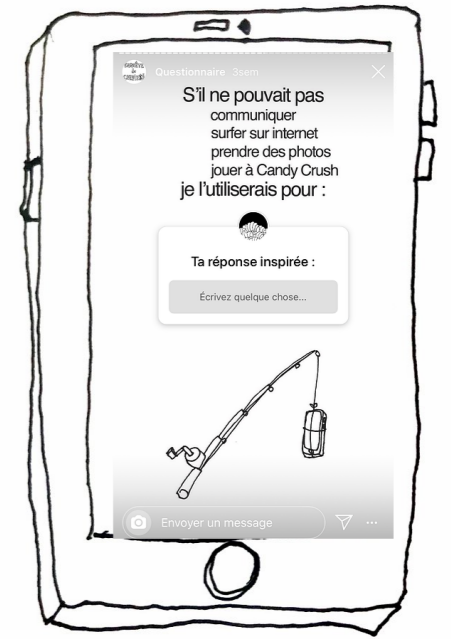 Questionnaire 3sem
S'il ne pouvait pas
communiquer
surfer sur internet
prendre des photos
jouer à Candy Crush
je l'utiliserais pour :
Ta réponse inspirée :
Écrivez quelque chose...
Envoyer un message